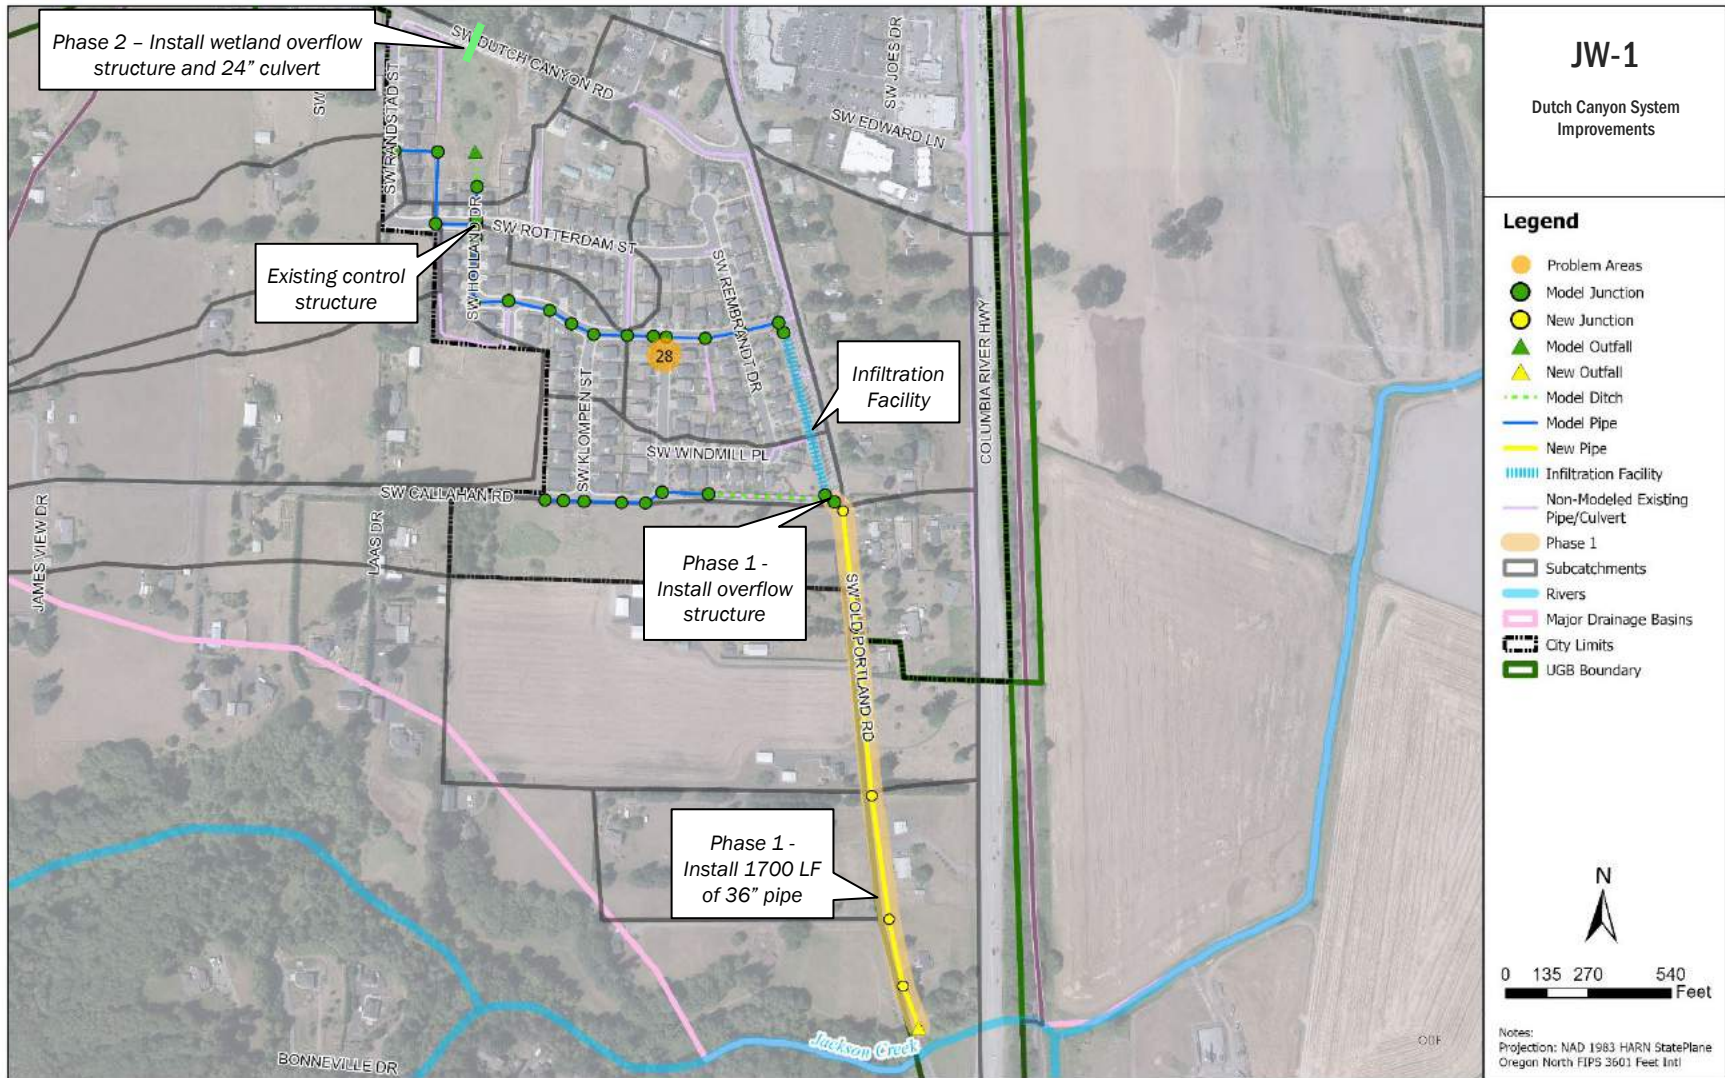 Phase 2 – Install wetland overflow
structure and 24” culvert
SW DUTCH CANYON RD
SW JOES DR
SW EDWARD LN
SW
SW RANDSTAD ST
SW HOLLAND DR
SW ROTTERDAM ST
Existing control
structure
SW REMBRANDT DR
28
Infiltration
Facility
COLUMBIA RIVER HWY
SW KLOMPEN ST
SW WINDMILL PL
SW CALLAHAN RD
JAMES VIEW DR
LAAS DR
Phase 1 -
Install overflow
structure
SW OLD PORTLAND RD
Phase 1 -
Install 1700 LF
of 36” pipe
Jackson Creek
BONNEVILLE DR
JW-1
Dutch Canyon System
Improvements
Legend
Problem Areas
Model Junction
New Junction
Model Outfall
New Outfall
Model Ditch
Model Pipe
New Pipe
Infiltration Facility
Non-Modeled Existing
Pipe/Culvert
Phase 1
Subcatchments
Rivers
Major Drainage Basins
City Limits
UGB Boundary
N
0 135 270 540
Feet
Notes:
Projection: NAD 1983 HARN StatePlane
Oregon North FIPS 3601 Feet Intl